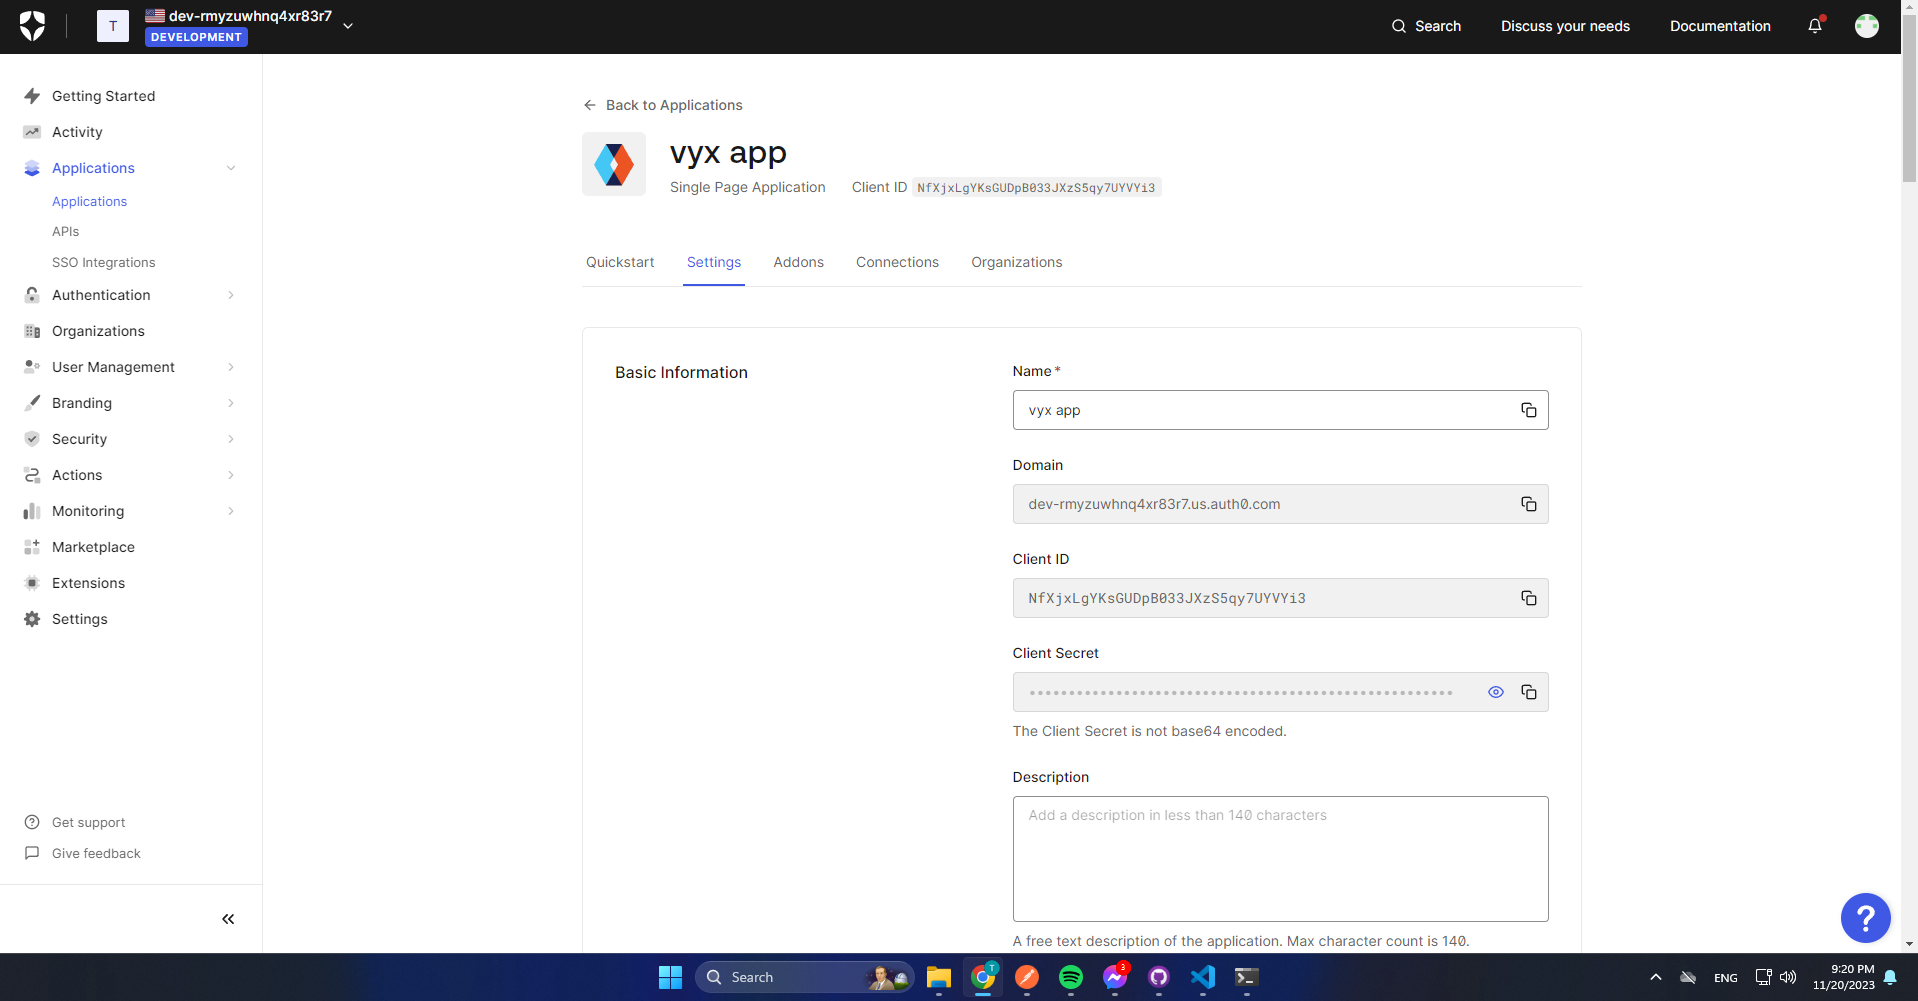 T
dev-rmyzuwhnq4xr83r7
DEVELOPMENT
Search
Discuss your needs
Documentation
Getting Started
Activity
Applications
Applications
APIs
SSO Integrations
Authentication
Organizations
User Management
Branding
Security
Actions
Monitoring
Marketplace
Extensions
Settings
Get support
Give feedback
Back to Applications
vyx app
Single Page Application
Client ID NfXjxLgYKsGUDpB033JXzS5qy7UYVYi3
Quickstart
Settings
Addons
Connections
Organizations
Basic Information
Name *
vyx app
Domain
dev-rmyzuwhnq4xr83r7.us.auth0.com
Client ID
NfXjxLgYKsGUDpB033JXzS5qy7UYVYi3
Client Secret
The Client Secret is not base64 encoded.
Description
Add a description in less than 140 characters
A free text description of the application. Max character count is 140.
?
Search
T
3
ENG
9:20 PM
11/20/2023